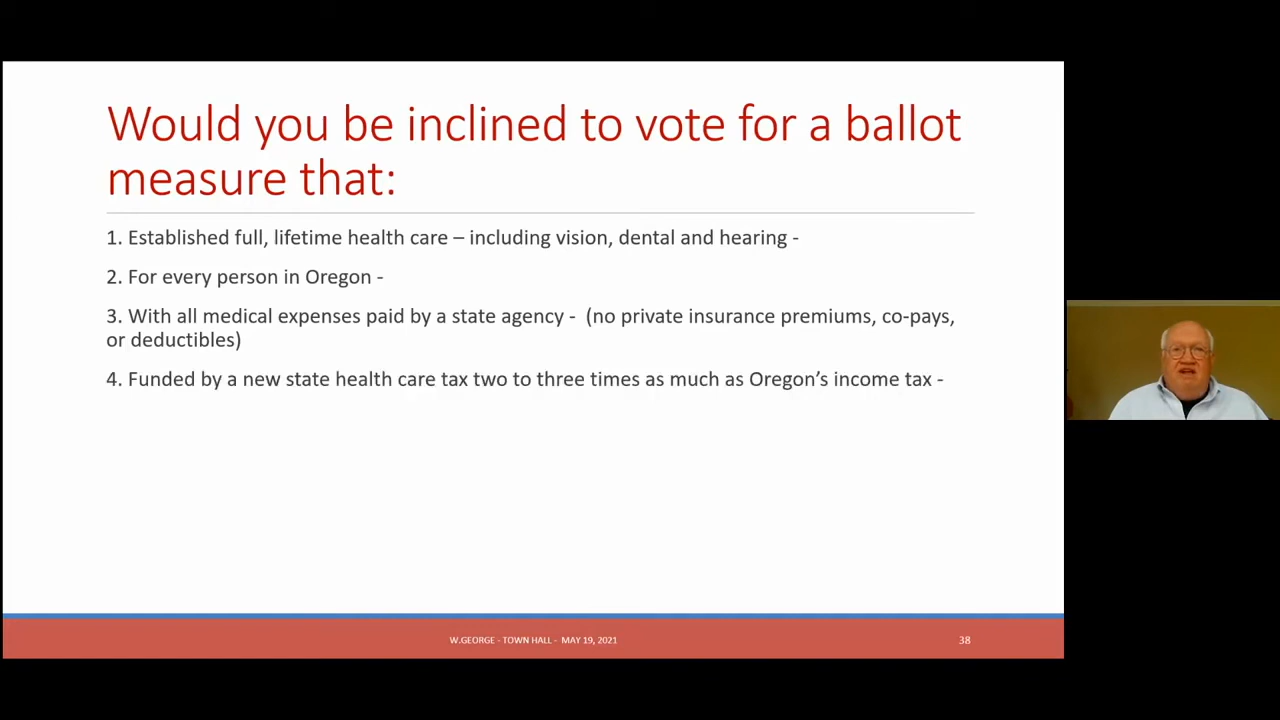 Would you be inclined to vote for a ballot
measure that:
1. Established full, lifetime health care – including vision, dental and hearing -
2. For every person in Oregon -
3. With all medical expenses paid by a state agency - (no private insurance premiums, co-pays,
or deductibles)
4. Funded by a new state health care tax two to three times as much as Oregon’s income tax -
W.GEORGE - TOWN HALL - MAY 19, 2021
38